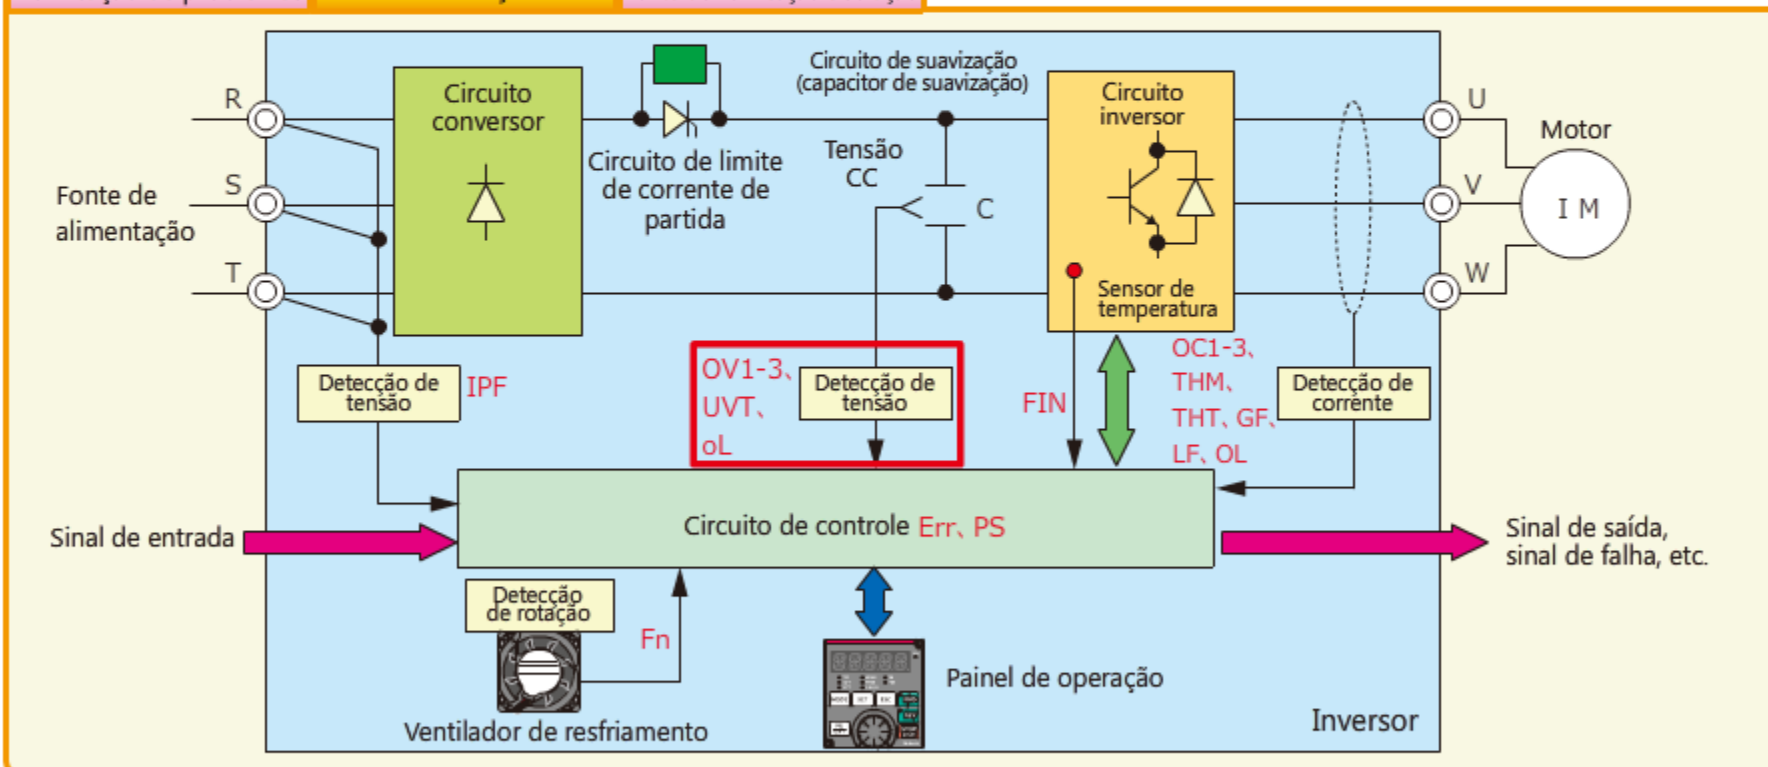 Circuito de suavização
(capacitor de suavização)
Circuito
conversor
Circuito
inversor
R
U
Motor
Tensão
CC
Circuito de limite
de corrente de
partida
Fonte de
alimentação
S
C
V
I M
T
W
Sensor de
temperatura
Detecção de
tensão
IPF
OV1-3、
UVT、
oL
Detecção de
tensão
FIN
OC1-3、
THM、
THT、GF、
LF、OL
Detecção de
corrente
Sinal de entrada
Circuito de controle Err、PS
Sinal de saída,
sinal de falha, etc.
Detecção
de rotação
Fn
Painel de operação
Ventilador de resfriamento
Inversor